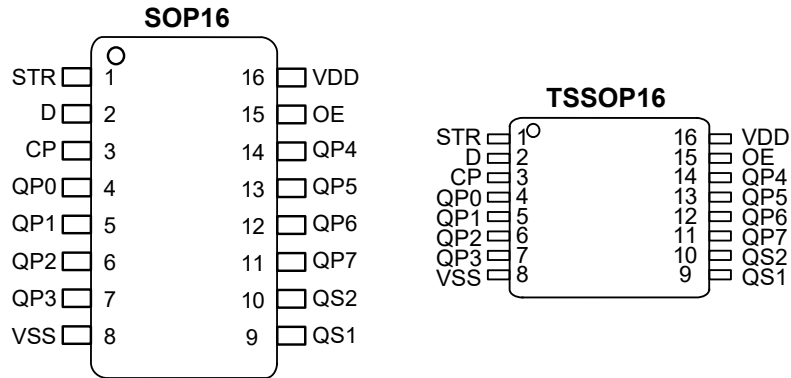 SOP16
STR 1 16 VDD
D 2 15 OE
CP 3 14 QP4
QP0 4 13 QP5
QP1 5 12 QP6
QP2 6 11 QP7
QP3 7 10 QS2
VSS 8 9 QS1
TSSOP16
STR 1 16 VDD
D 2 15 OE
CP 3 14 QP4
QP0 4 13 QP5
QP1 5 12 QP6
QP2 6 11 QP7
QP3 7 10 QS2
VSS 8 9 QS1